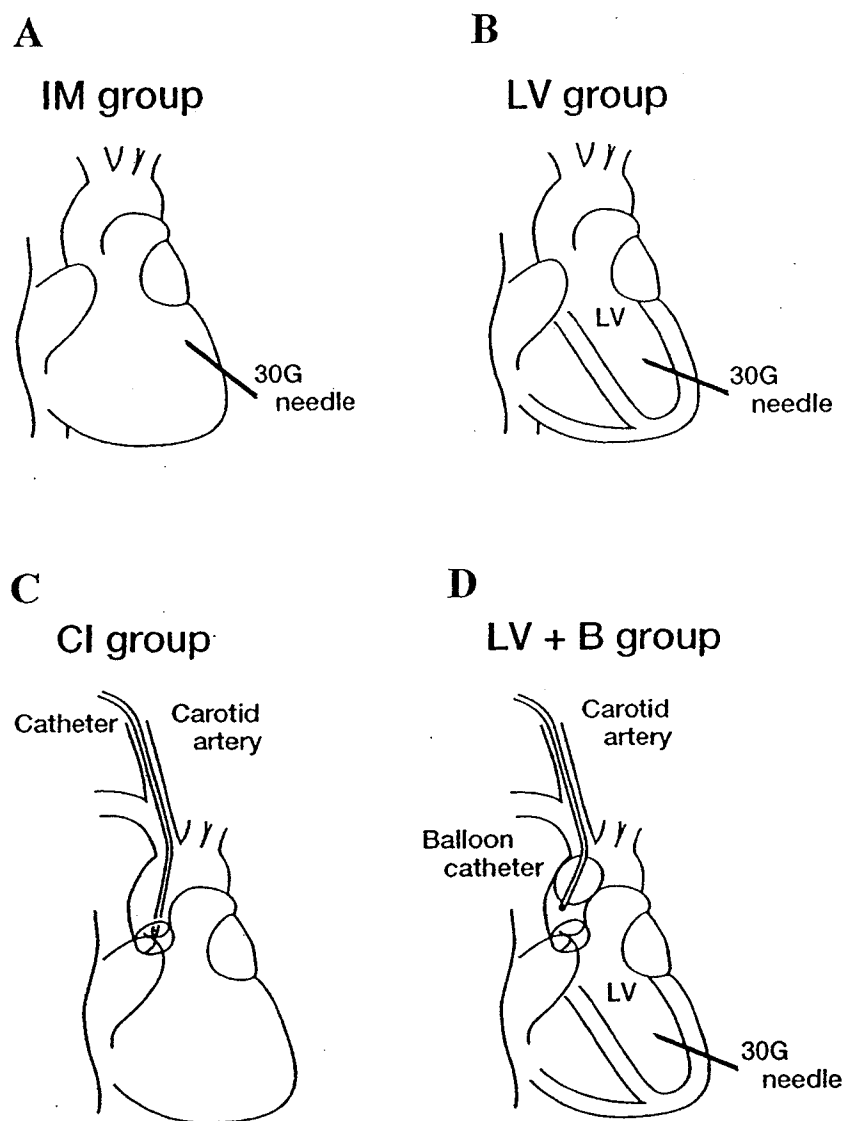 A
IM group
30G
needle
B
LV group
LV
30G
needle
C
CI group
Catheter
Carotid
artery
D
LV + B group
Carotid
artery
Balloon
catheter
LV
30G
needle